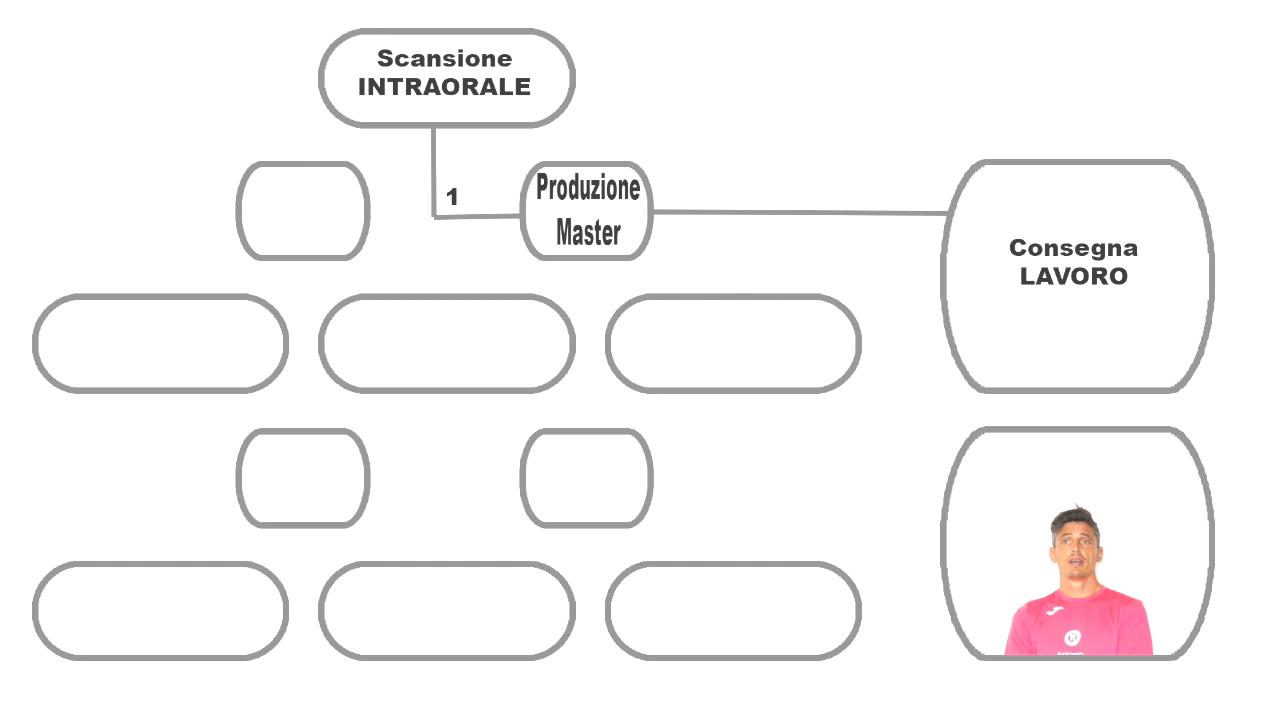 Scansione
INTRAORALE
1
Produzione
Master
Consegna
LAVORO